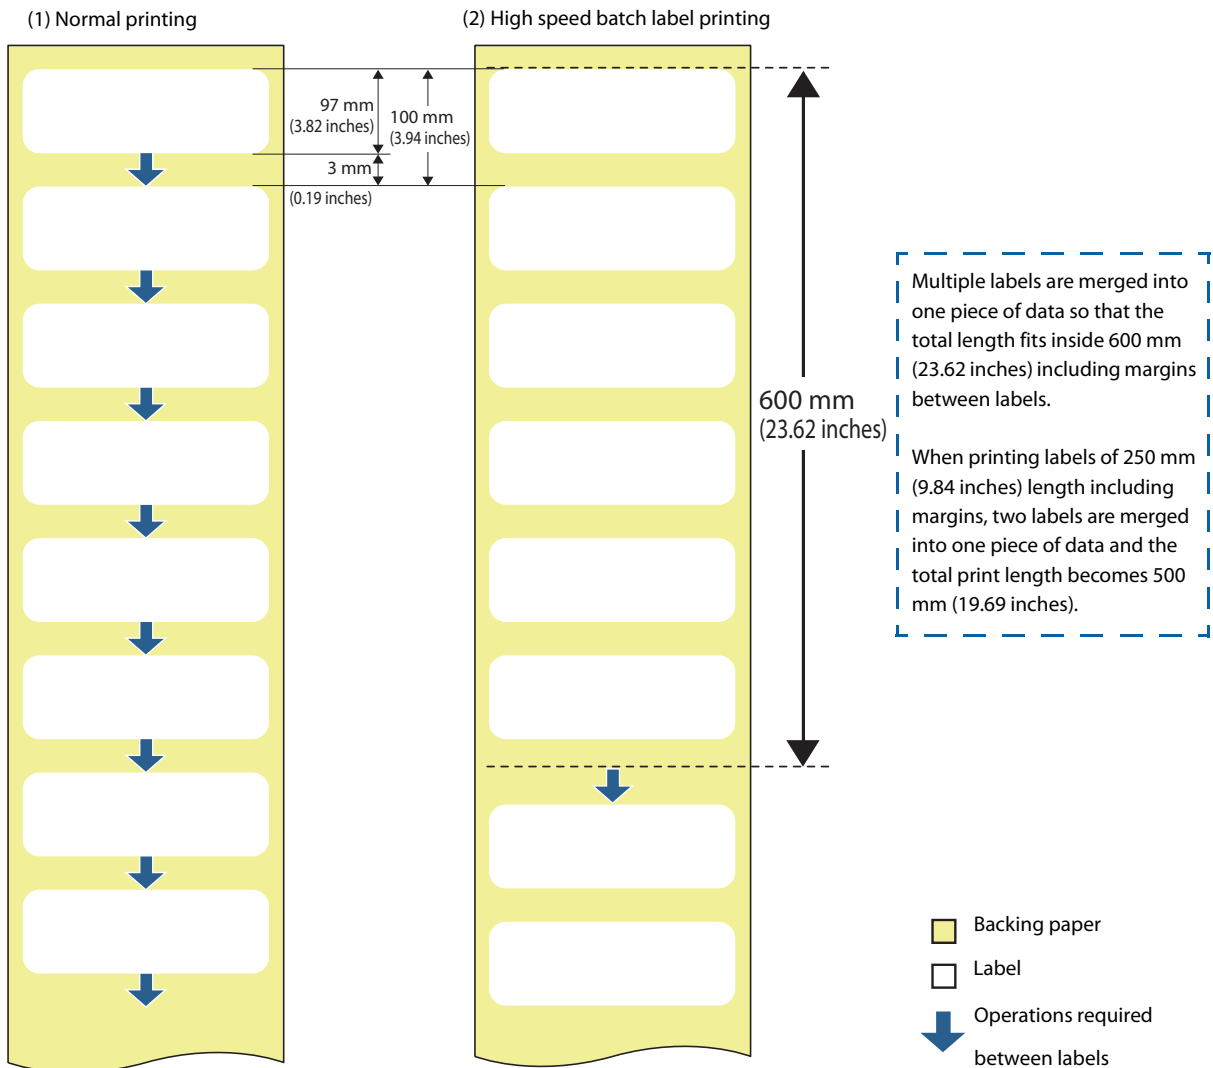 (1) Normal printing
(2) High speed batch label printing
97 mm
(3.82 inches)
100 mm
(3.94 inches)
3 mm
(0.19 inches)
600 mm
(23.62 inches)
Multiple labels are merged into
one piece of data so that the
total length fits inside 600 mm
(23.62 inches) including margins
between labels.
When printing labels of 250 mm
(9.84 inches) length including
margins, two labels are merged
into one piece of data and the
total print length becomes 500
mm (19.69 inches).
Backing paper
Label
Operations required
between labels